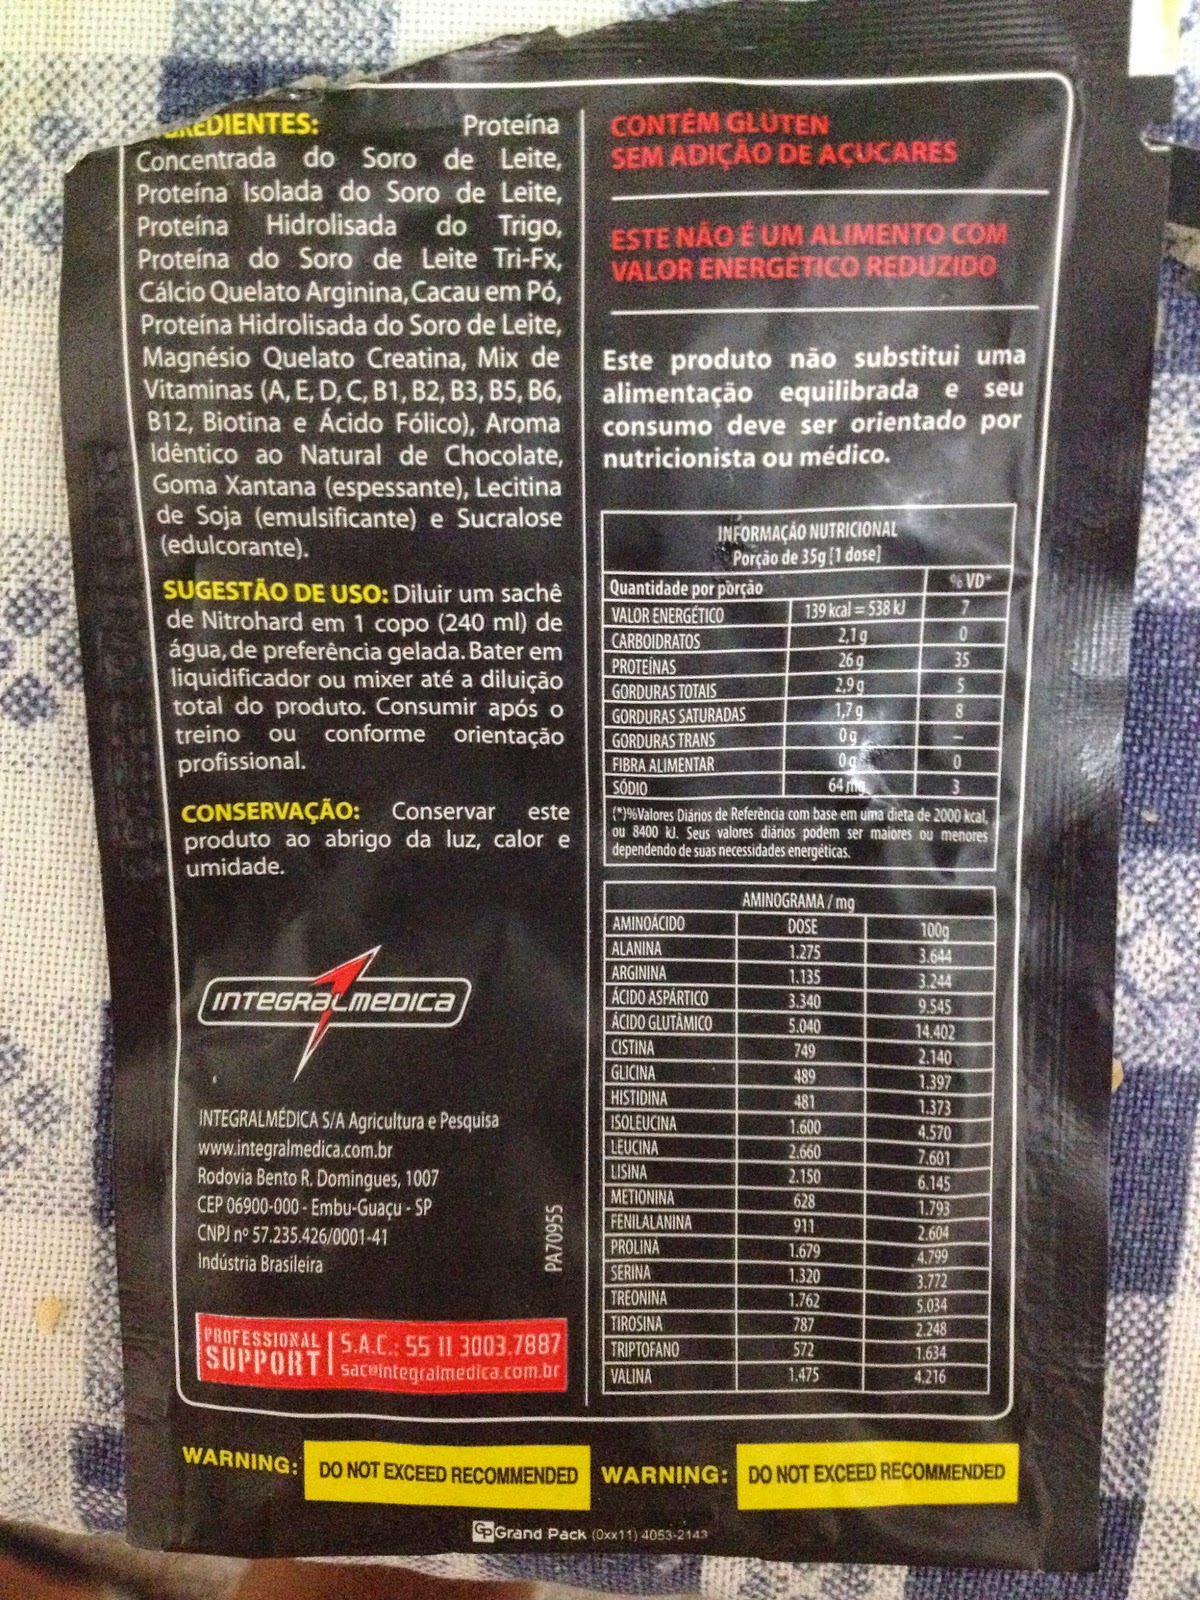 REDIENTES: Proteína
Concentrada do Soro de Leite,
Proteína Isolada do Soro de Leite,
Proteína Hidrolisada do Trigo,
Proteína do Soro de Leite Tri-Fx,
Cálcio Quelato Arginina, Cacau em Pó,
Proteína Hidrolisada do Soro de Leite,
Magnésio Quelato Creatina, Mix de
Vitaminas (A, E, D, C, B1, B2, B3, B5, B6,
B12, Biotina e Ácido Fólico), Aroma
Idêntico ao Natural de Chocolate,
Goma Xantana (espessante), Lecitina
de Soja (emulsificante) e Sucralose
(edulcorante).
SUGESTÃO DE USO: Diluir um sachê
de Nitrohard em 1 copo (240 ml) de
água, de preferência gelada. Bater em
liquidificador ou mixer até a diluição
total do produto. Consumir após o
treino ou conforme orientação
profissional.
CONSERVAÇÃO: Conservar este
produto ao abrigo da luz, calor e
umidade.
INTEGRALMEDICA
INTEGRALMÉDICA S/A Agricultura e Pesquisa
www.integralmedica.com.br
Rodovia Bento R. Domingues, 1007
CEP 06900-000 - Embu-Guaçu - SP
CNPJ nº 57.235.426/0001-41
Indústria Brasileira
PA70955
PROFESSIONAL
SUPPORT
S.A.C.: 55 11 3003.7887
sac@integralmedica.com.br
CONTÉM GLÚTEN
SEM ADIÇÃO DE AÇUCARES
ESTE NÃO É UM ALIMENTO COM
VALOR ENERGÉTICO REDUZIDO
Este produto não substitui uma
alimentação equilibrada e seu
consumo deve ser orientado por
nutricionista ou médico.
INFORMAÇÃO NUTRICIONAL
Porção de 35g [1 dose]
Quantidade por porção % VD*
VALOR ENERGÉTICO 139 kcal = 538 kJ 7
CARBOIDRATOS 2,1 g 0
PROTEÍNAS 26 g 35
GORDURAS TOTAIS 2,9 g 5
GORDURAS SATURADAS 1,7 g 8
GORDURAS TRANS 0 g –
FIBRA ALIMENTAR 0 g 0
SÓDIO 64 mg 3
(*)%Valores Diários de Referência com base em uma dieta de 2000 kcal,
ou 8400 kJ. Seus valores diários podem ser maiores ou menores
dependendo de suas necessidades energéticas.
AMINOGRAMA / mg
AMINOÁCIDO DOSE 100g
ALANINA 1.275 3.644
ARGININA 1.135 3.244
ÁCIDO ASPÁRTICO 3.340 9.545
ÁCIDO GLUTÂMICO 5.040 14.402
CISTINA 749 2.140
GLICINA 489 1.397
HISTIDINA 481 1.373
ISOLEUCINA 1.600 4.570
LEUCINA 2.660 7.601
LISINA 2.150 6.145
METIONINA 628 1.793
FENILALANINA 911 2.604
PROLINA 1.679 4.799
SERINA 1.320 3.772
TREONINA 1.762 5.034
TIROSINA 787 2.248
TRIPTOFANO 572 1.634
VALINA 1.475 4.216
WARNING: DO NOT EXCEED RECOMMENDED WARNING: DO NOT EXCEED RECOMMENDED
GP Grand Pack (0xx11) 4053-2143